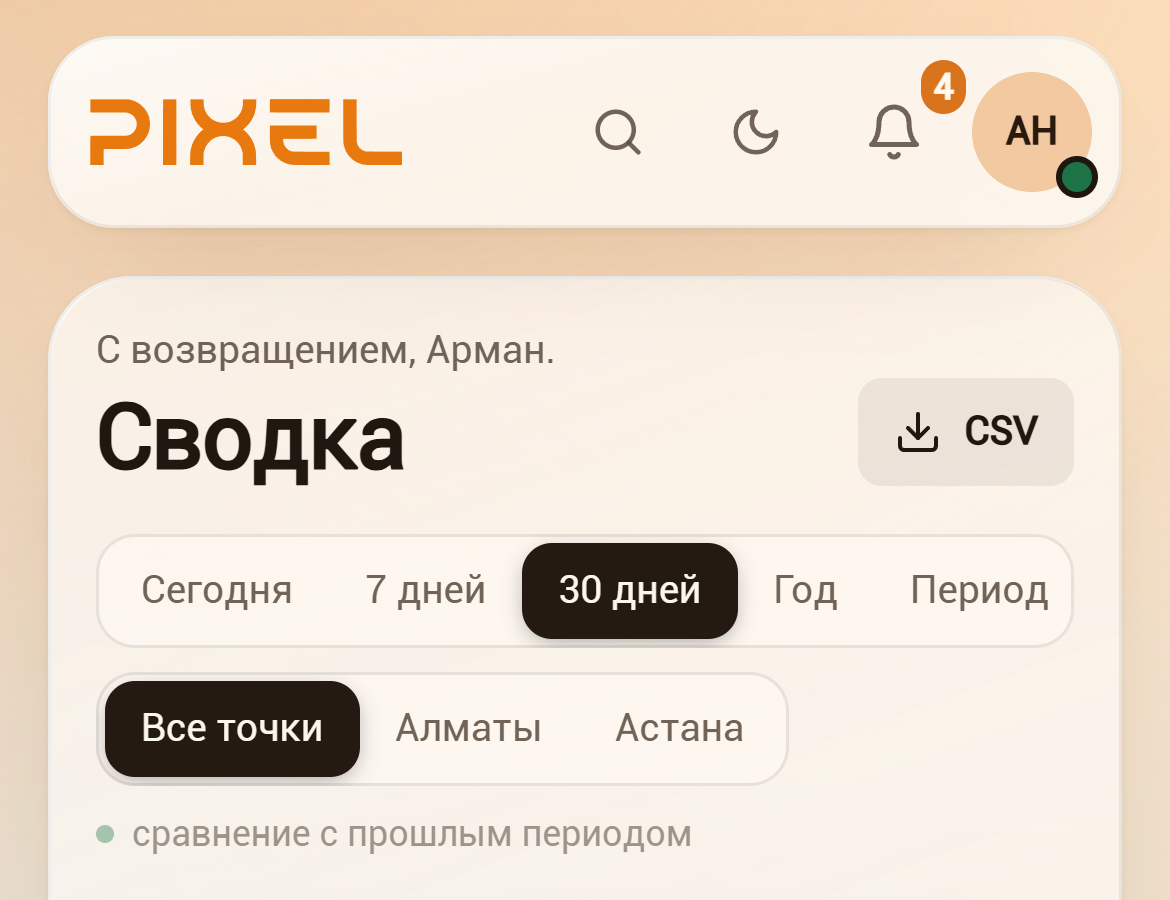 PIXEL
4
АН
С возвращением, Арман.
Сводка
CSV
Сегодня 7 дней 30 дней Год Период
Все точки Алматы Астана
сравнение с прошлым периодом